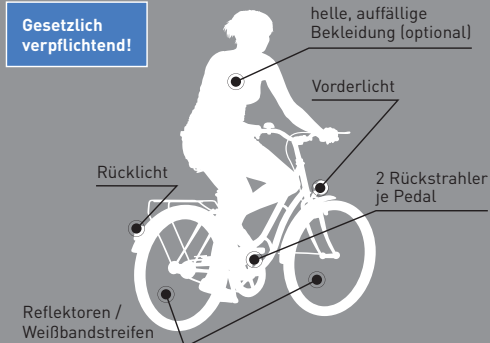 Gesetzlich
verpflichtend!
helle, auffällige
Bekleidung (optional)
Vorderlicht
Rücklicht
2 Rückstrahler
je Pedal
Reflektoren /
Weißbandstreifen